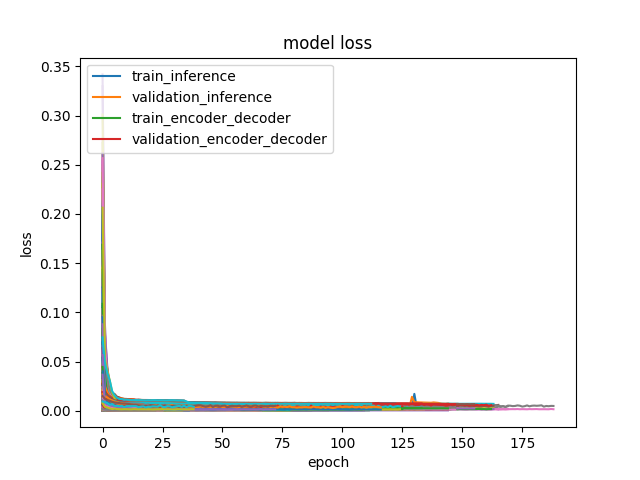 model loss
train_inference
validation_inference
train_encoder_decoder
validation_encoder_decoder
loss
0.35
0.30
0.25
0.20
0.15
0.10
0.05
0.00
0 25 50 75 100 125 150 175
epoch